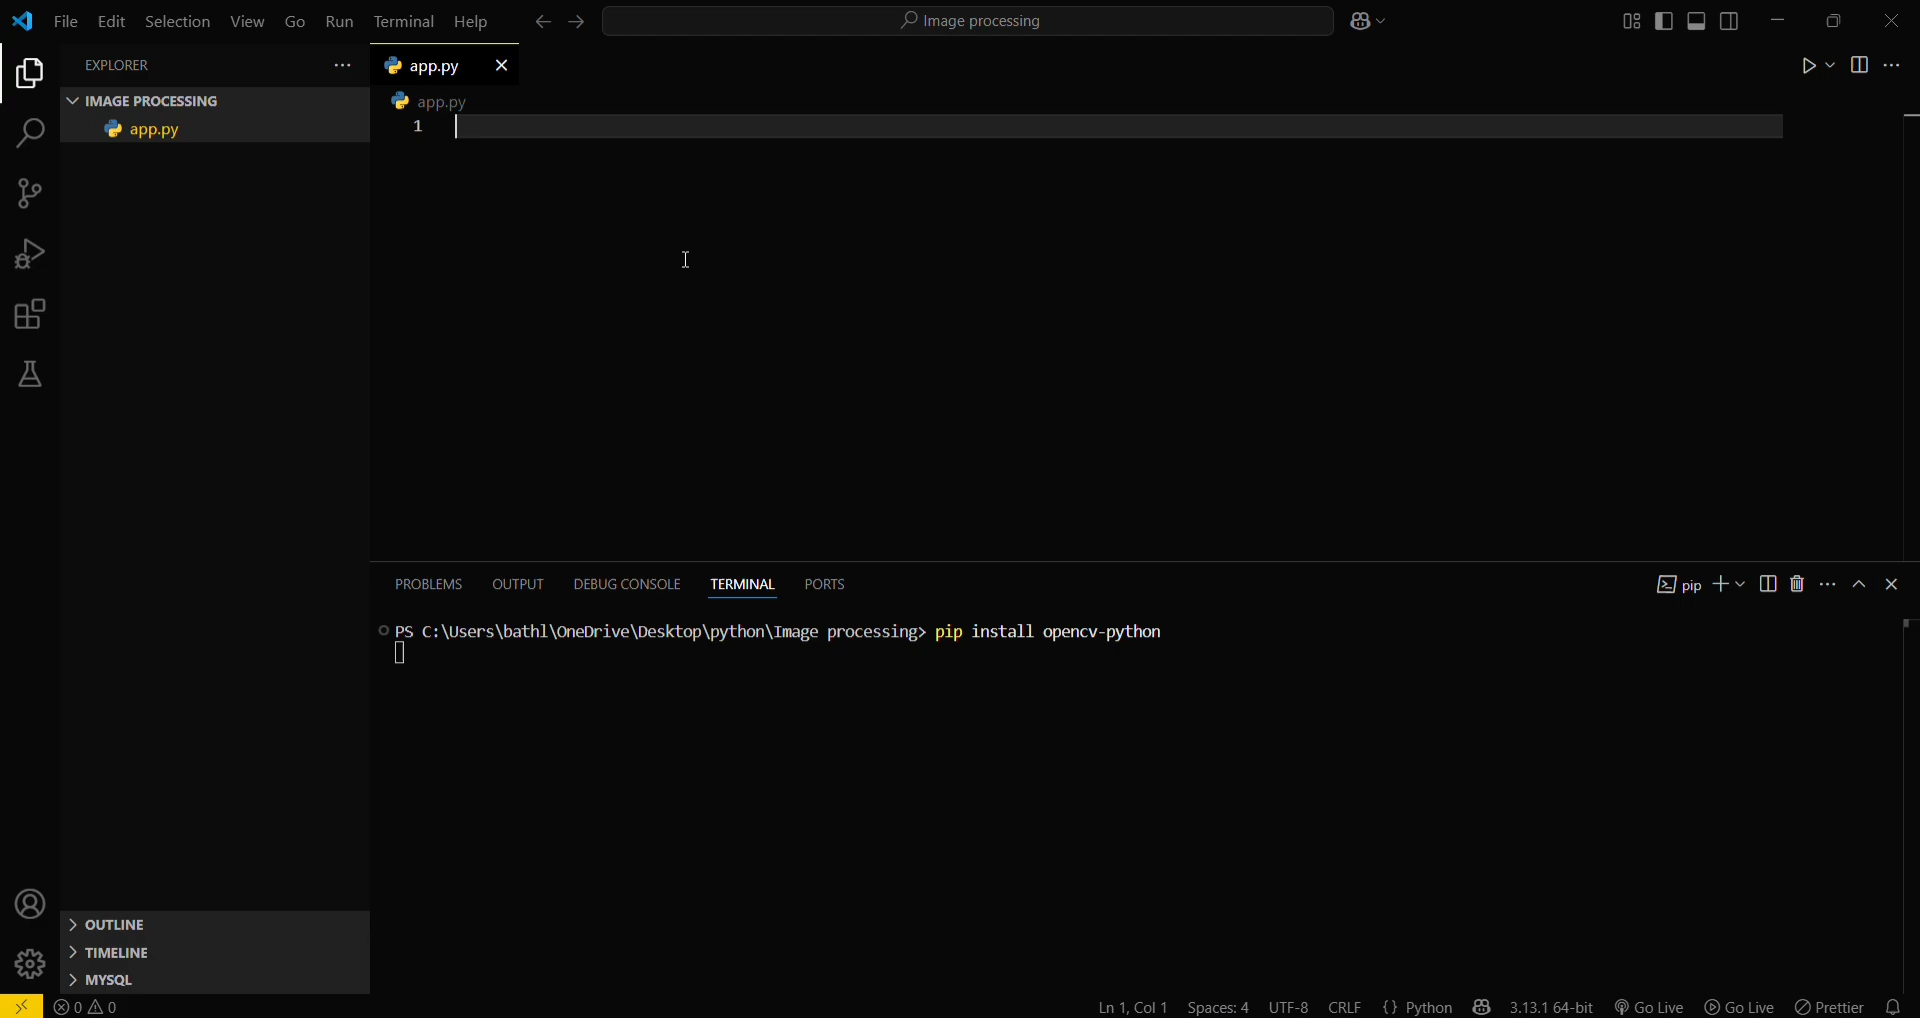 File Edit Selection View Go Run Terminal Help
Image processing
EXPLORER
IMAGE PROCESSING
app.py
OUTLINE
TIMELINE
MYSQL
app.py
app.py
1
PROBLEMS OUTPUT DEBUG CONSOLE TERMINAL PORTS
pip
PS C:\Users\bathl\OneDrive\Desktop\python\Image processing> pip install opencv-python
0 0
Ln 1, Col 1 Spaces: 4 UTF-8 CRLF {} Python 3.13.1 64-bit Go Live Go Live Prettier